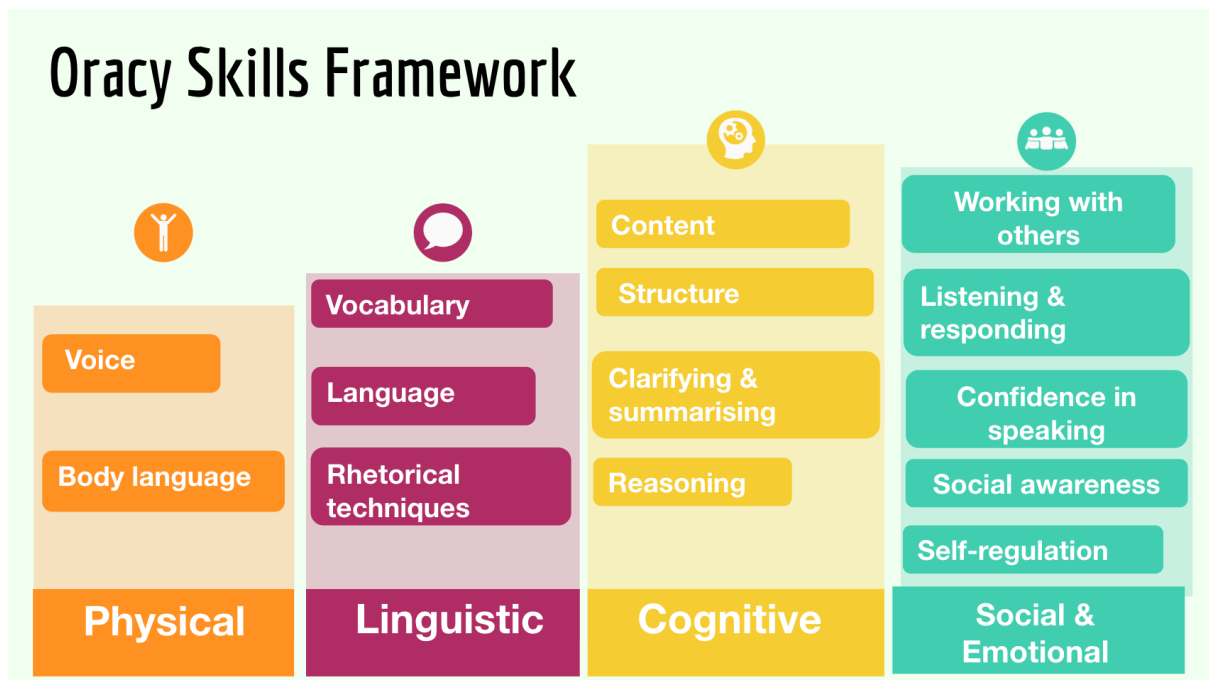 Oracy Skills Framework
Voice
Body language
Physical
Vocabulary
Language
Rhetorical
techniques
Linguistic
Content
Structure
Clarifying &
summarising
Reasoning
Cognitive
Working with
others
Listening &
responding
Confidence in
speaking
Social awareness
Self-regulation
Social &
Emotional